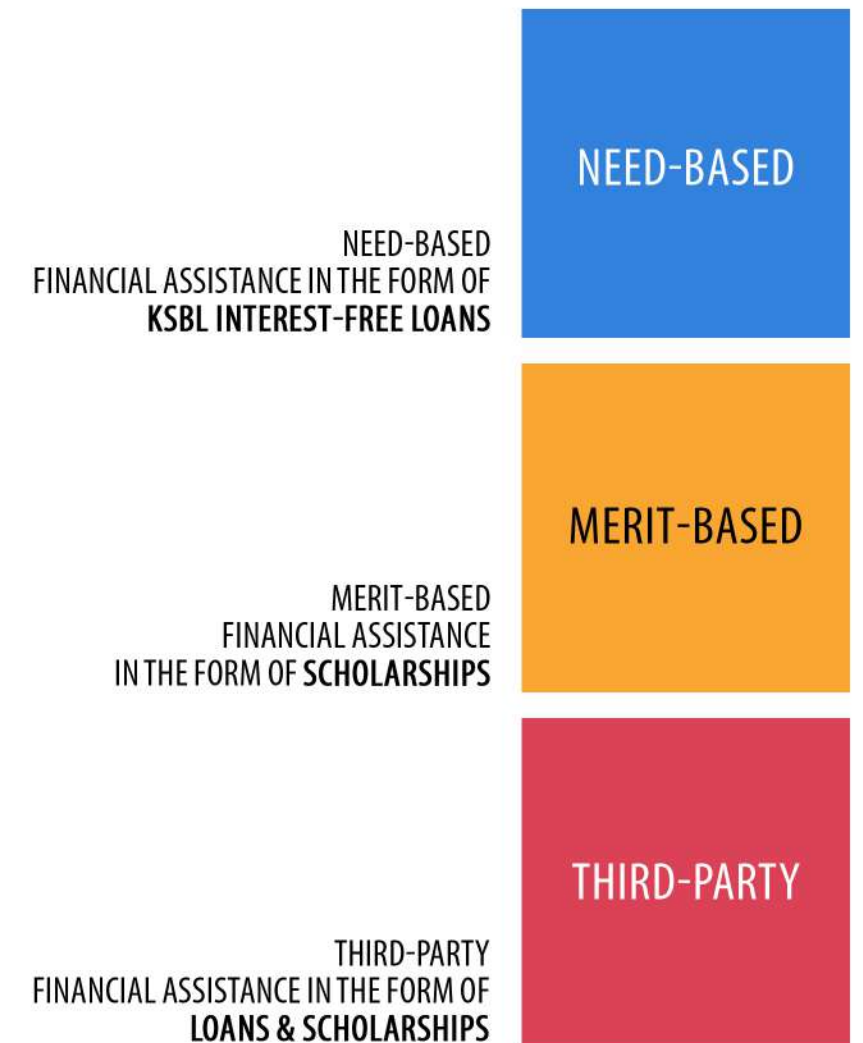 NEED-BASED
NEED-BASED
FINANCIAL ASSISTANCE IN THE FORM OF
KSBL INTEREST-FREE LOANS
MERIT-BASED
MERIT-BASED
FINANCIAL ASSISTANCE
IN THE FORM OF SCHOLARSHIPS
THIRD-PARTY
THIRD-PARTY
FINANCIAL ASSISTANCE IN THE FORM OF
LOANS & SCHOLARSHIPS